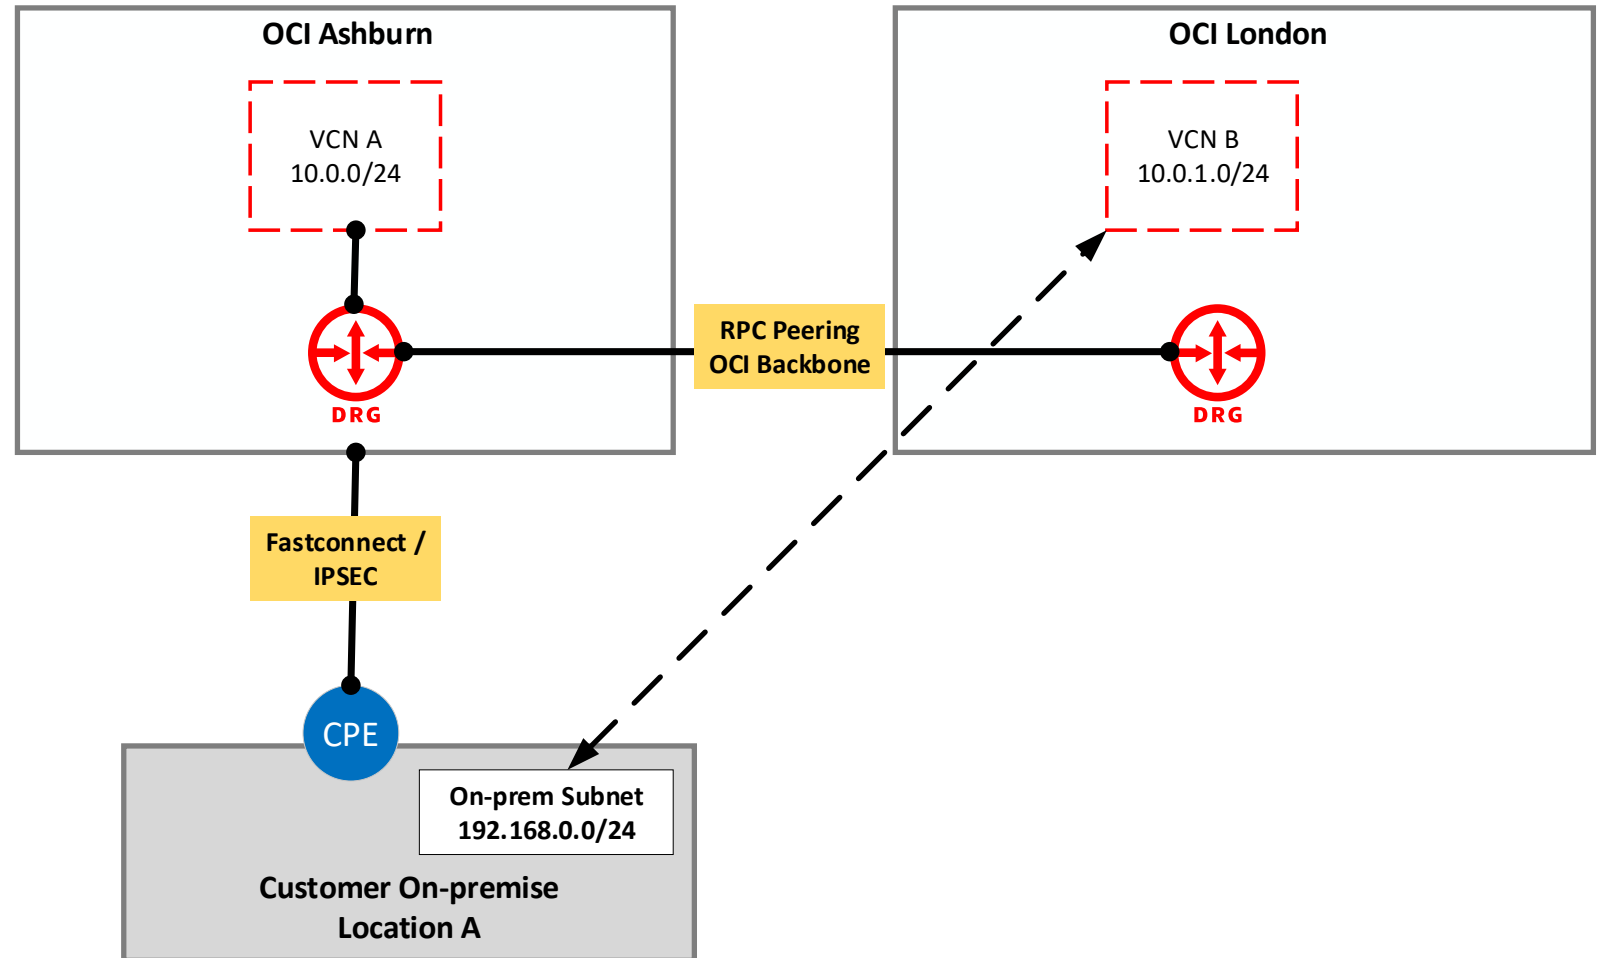 OCI Ashburn
OCI London
VCN A
10.0.0/24
VCN B
10.0.1.0/24
RPC Peering
OCI Backbone
DRG
DRG
Fastconnect /
IPSEC
CPE
On-prem Subnet
192.168.0.0/24
Customer On-premise
Location A